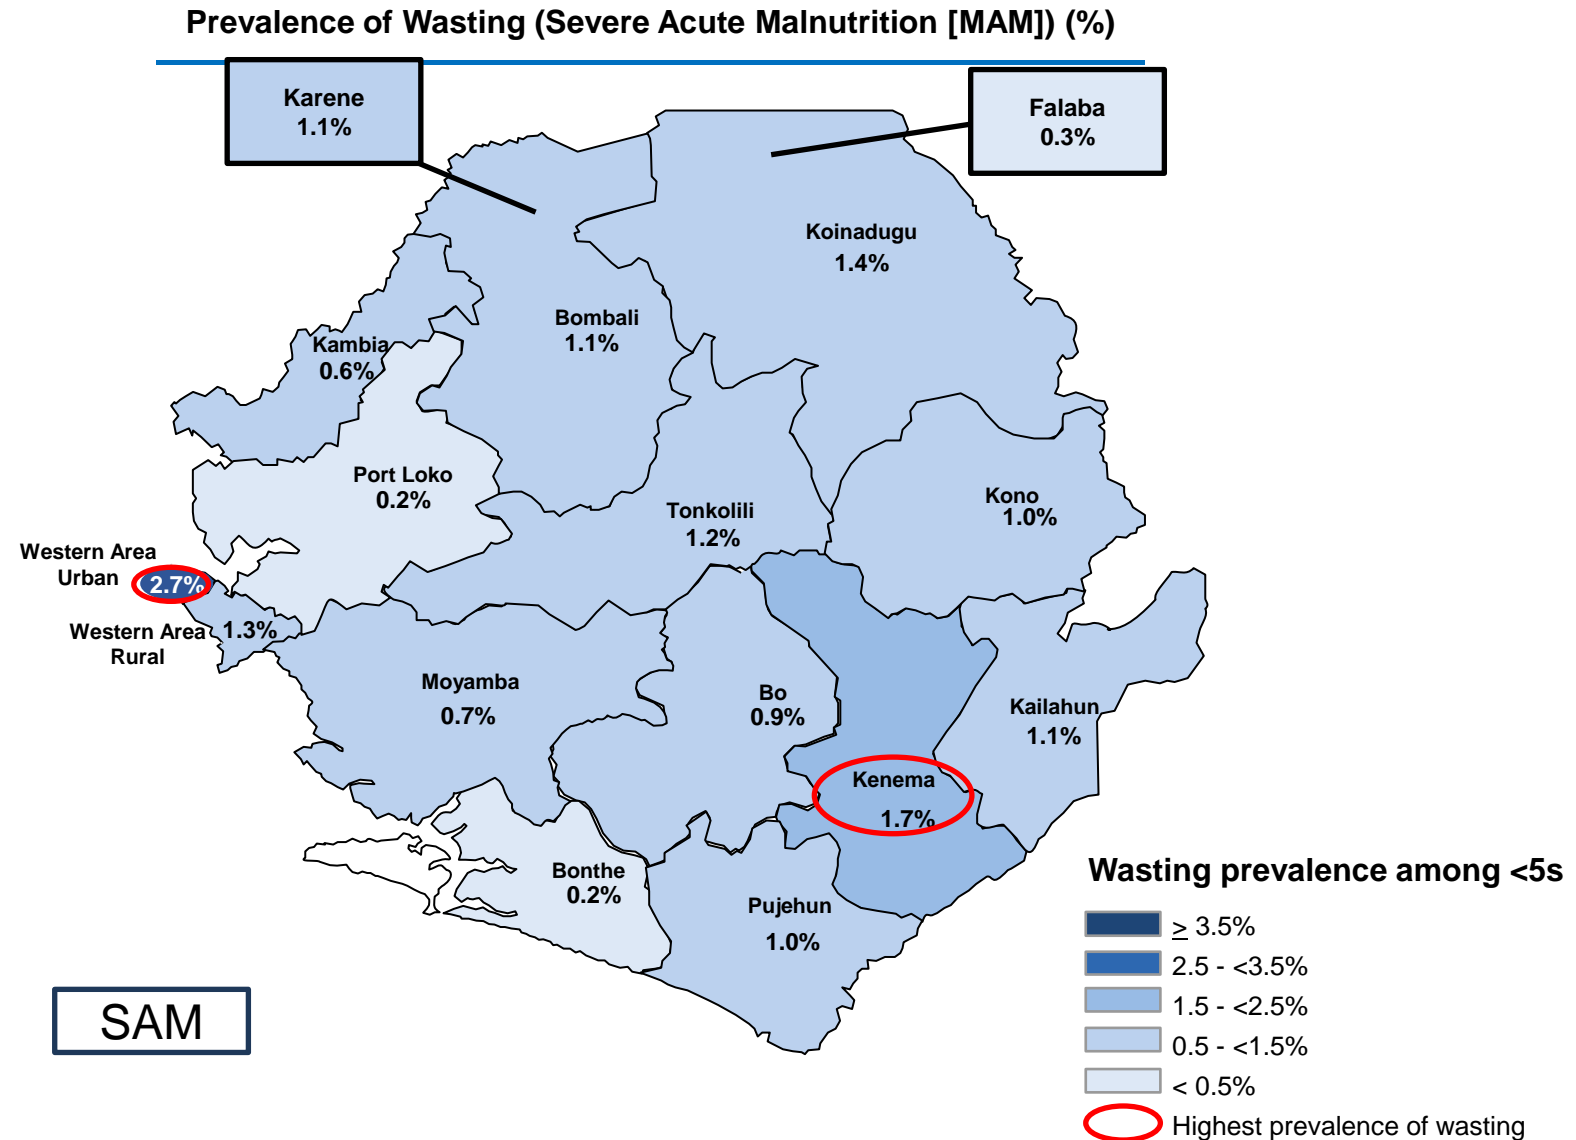 Prevalence of Wasting (Severe Acute Malnutrition [MAM]) (%)
Karene
1.1%
Falaba
0.3%
Koinadugu
1.4%
Bombali
1.1%
Kambia
0.6%
Port Loko
0.2%
Kono
1.0%
Tonkolili
1.2%
Western Area
Urban
2.7%
Western Area
Rural
1.3%
Moyamba
0.7%
Bo
0.9%
Kailahun
1.1%
Kenema
1.7%
Bonthe
0.2%
Pujehun
1.0%
SAM
Wasting prevalence among <5s
≥ 3.5%
2.5 - <3.5%
1.5 - <2.5%
0.5 - <1.5%
< 0.5%
Highest prevalence of wasting